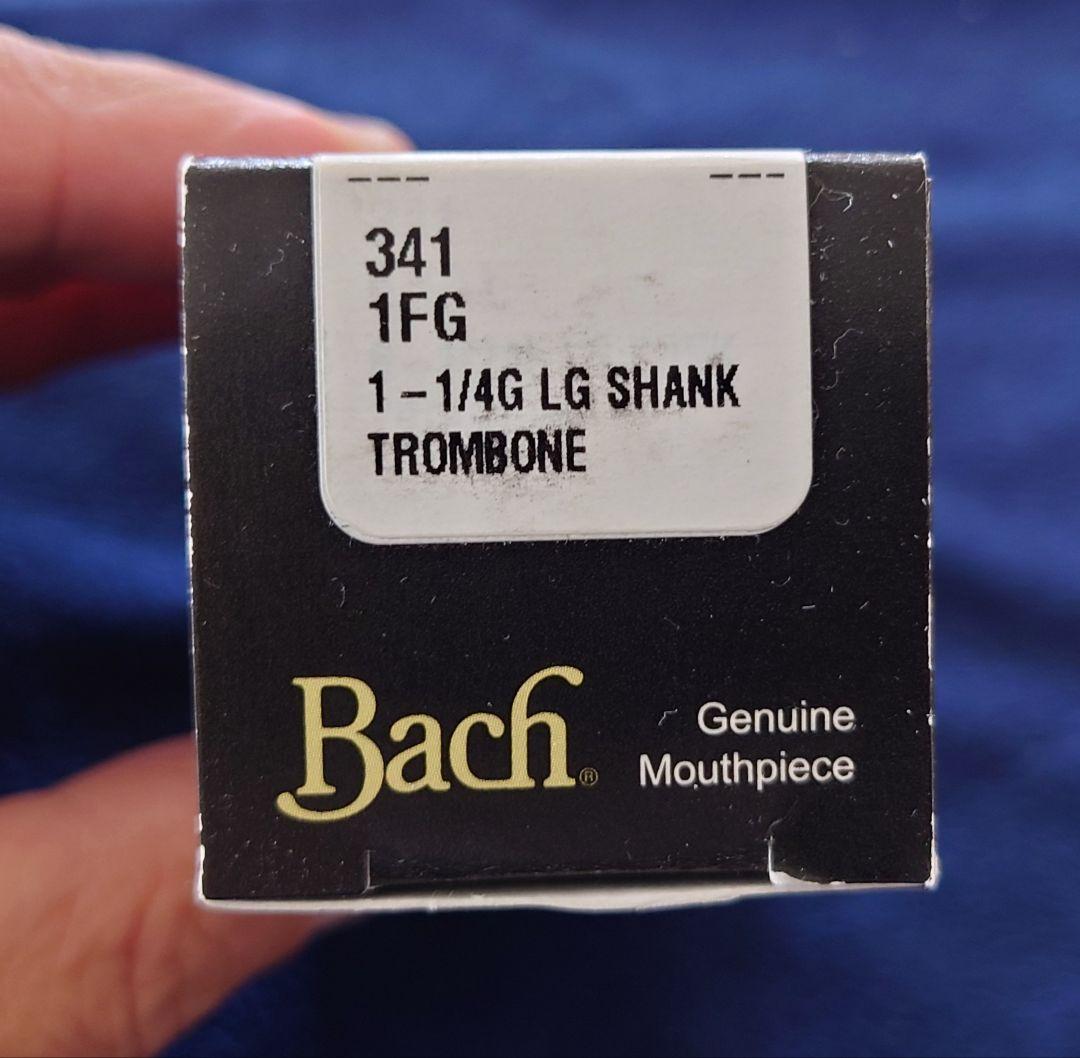 341
1FG
1 – 1/4G LG SHANK
TROMBONE
Bach®
Genuine
Mouthpiece